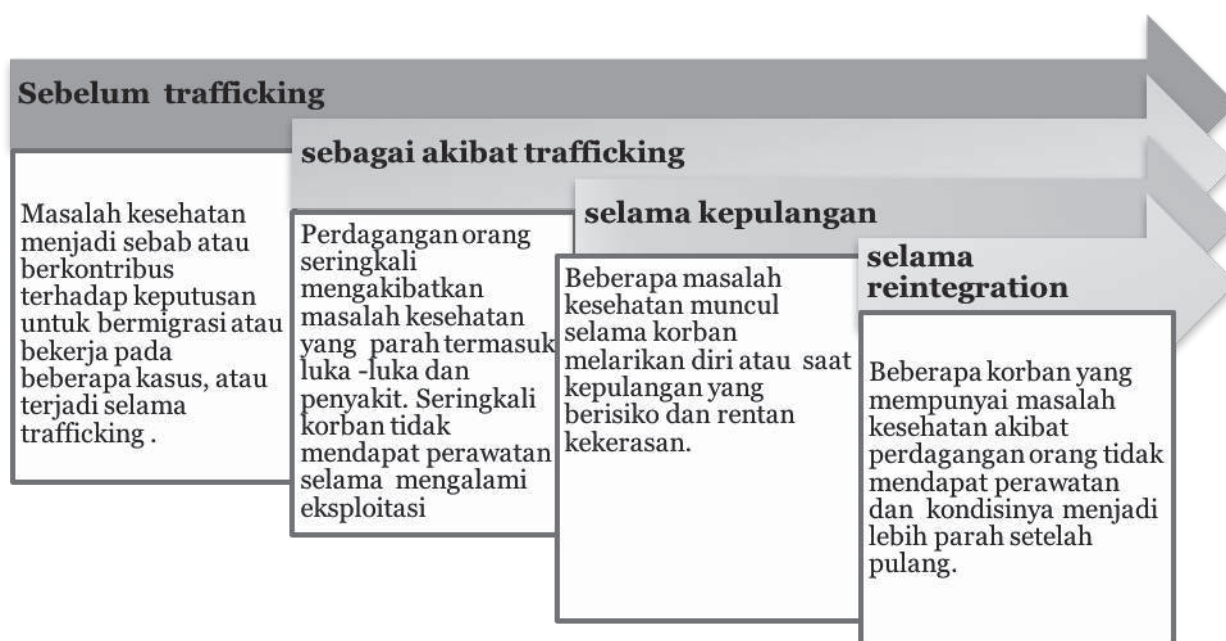 Sebelum trafficking
Masalah kesehatan
menjadi sebab atau
berkontribus
terhadap keputusan
untuk bermigrasi atau
bekerja pada
beberapa kasus, atau
terjadi selama
trafficking .
sebagai akibat trafficking
Perdagangan orang
seringkali
mengakibatkan
masalah kesehatan
yang parah termasuk
luka -luka dan
penyakit. Seringkali
korban tidak
mendapat perawatan
selama mengalami
eksploitasi
selama kepulangan
Beberapa masalah
kesehatan muncul
selama korban
melarikan diri atau saat
kepulangan yang
berisiko dan rentan
kekerasan.
selama
reintegration
Beberapa korban yang
mempunyai masalah
kesehatan akibat
perdagangan orang tidak
mendapat perawatan
dan kondisinya menjadi
lebih parah setelah
pulang.